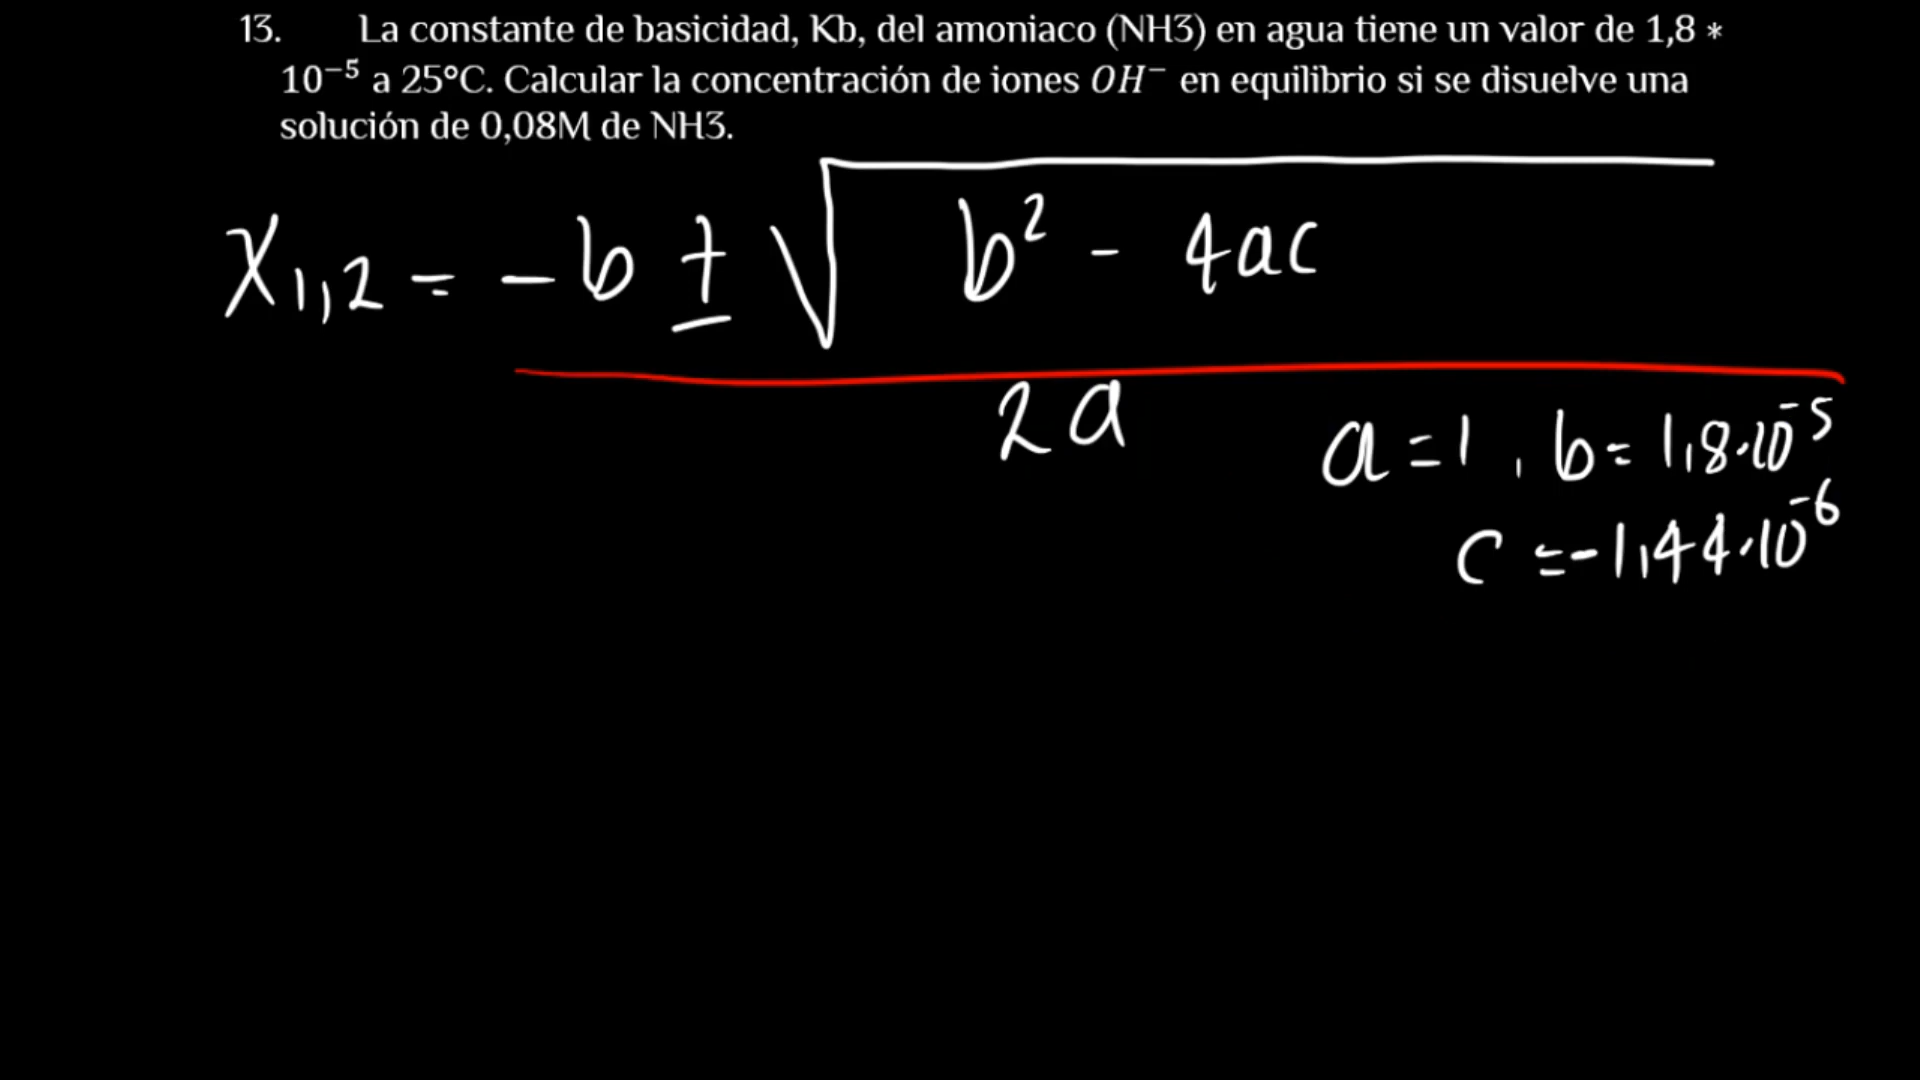 13. La constante de basicidad, Kb, del amoniaco (NH3) en agua tiene un valor de 1,8 *
10⁻⁵ a 25°C. Calcular la concentración de iones OH⁻ en equilibrio si se disuelve una
solución de 0,08M de NH3.
X₁,₂ = - b ± √ b² - 4ac
2a
a = 1 , b = 1,8·10⁻⁵
c = -1,44·10⁻⁶